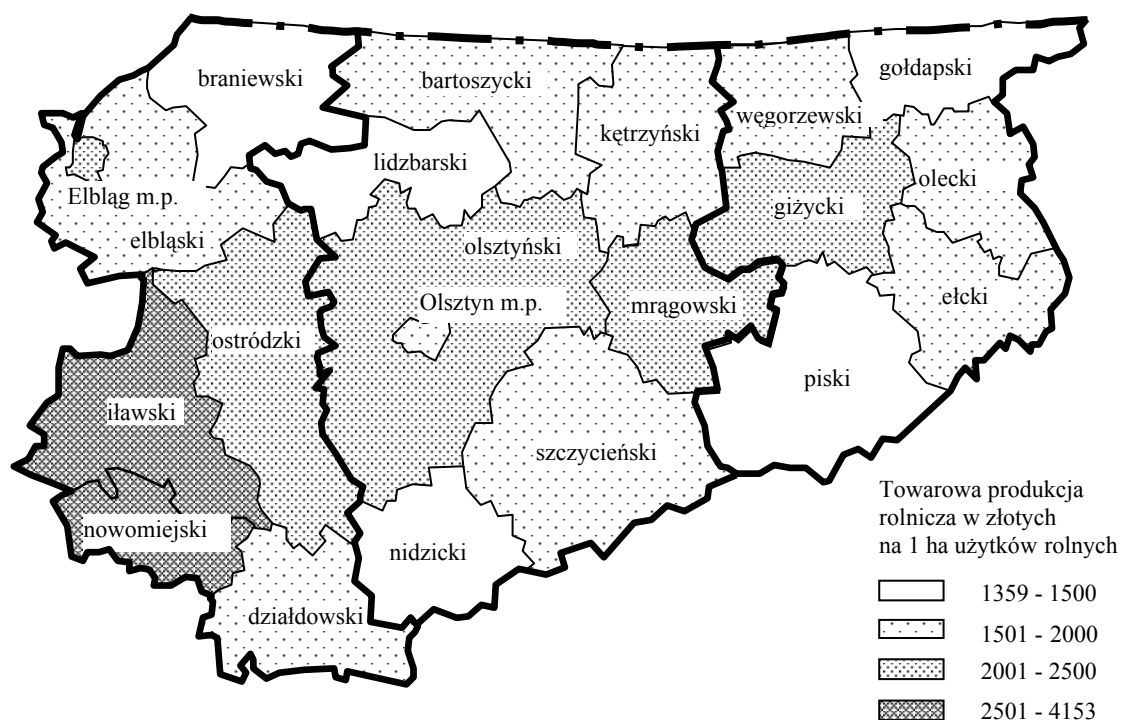 gołdapski
braniewski
bartoszycki
węgorzewski
kętrzyński
lidzbarski
olecki
Elbląg m.p.
giżycki
elbląski
olsztyński
ełcki
Olsztyn m.p.
mrągowski
ostródzki
piski
iławski
szczycieński
nowomiejski
nidzicki
działdowski
Towarowa produkcja
rolnicza w złotych
na 1 ha użytków rolnych
1359 - 1500
1501 - 2000
2001 - 2500
2501 - 4153